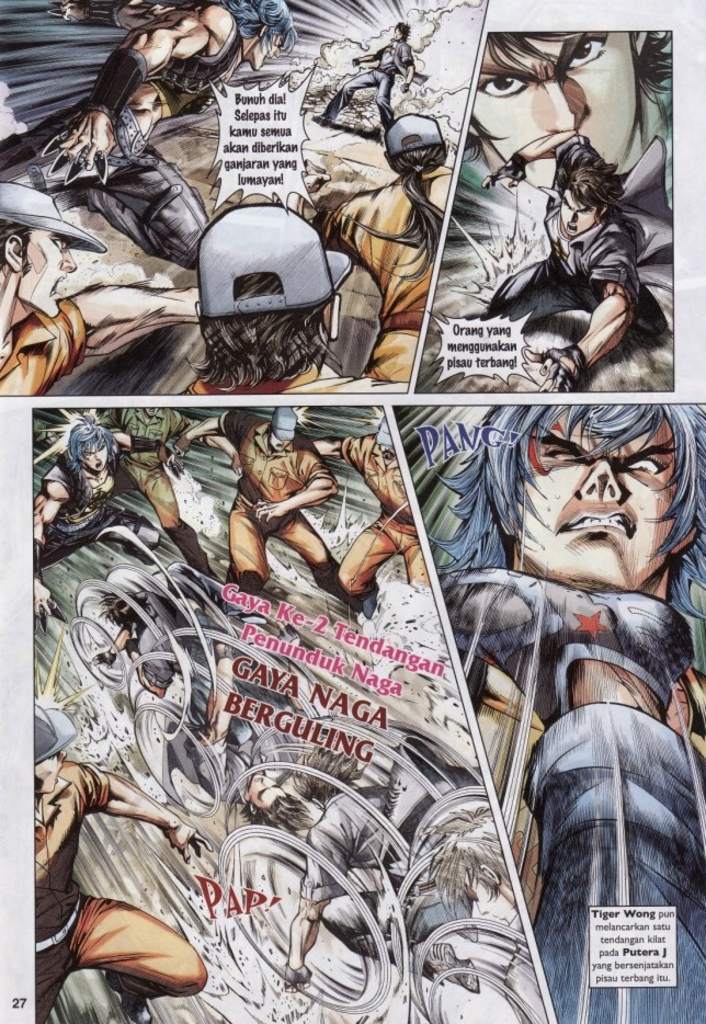 Bunuh dia!
Selepas itu
kamu semua
akan diberikan
ganjaran yang
lumayan!
Orang yang
menggunakan
pisau terbang!
Gaya Ke-2 Tendangan
Penunduk Naga
GAYA NAGA
BERGULING
PAP!
PANG!
Tiger Wong pun
melancarkan satu
tendangan kilat
pada Putera J
yang bersenjatakan
pisau terbang itu.
27